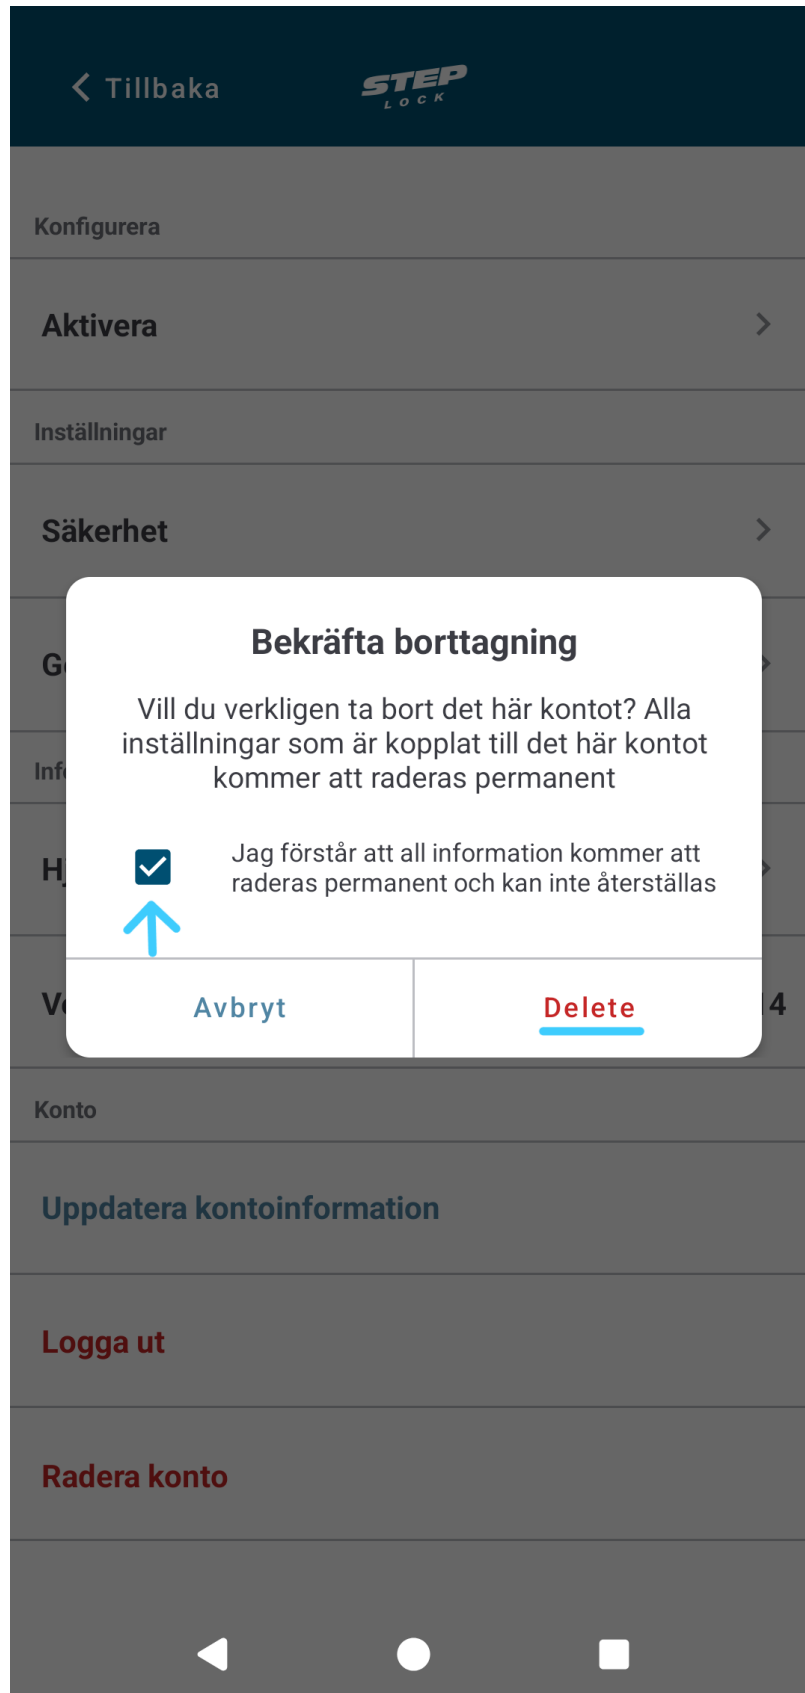 Tillbaka
STEP
LOCK
Konfigurera
Aktivera
Inställningar
Säkerhet
Bekräfta borttagning
Vill du verkligen ta bort det här kontot? Alla
inställningar som är kopplat till det här kontot
kommer att raderas permanent
Jag förstår att all information kommer att
raderas permanent och kan inte återställas
Avbryt
Delete
4
Konto
Uppdatera kontoinformation
Logga ut
Radera konto